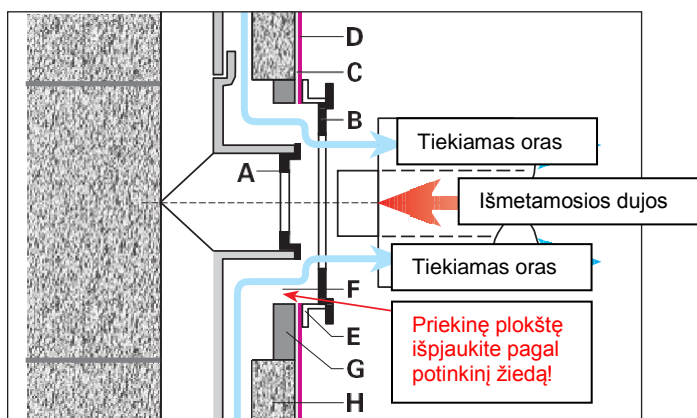 D
C
B
Tiekiamas oras
A
Išmetamosios dujos
Tiekiamas oras
F
Priekinę plokštę
išpjaukite pagal
potinkinį žiedą!
E
G
H